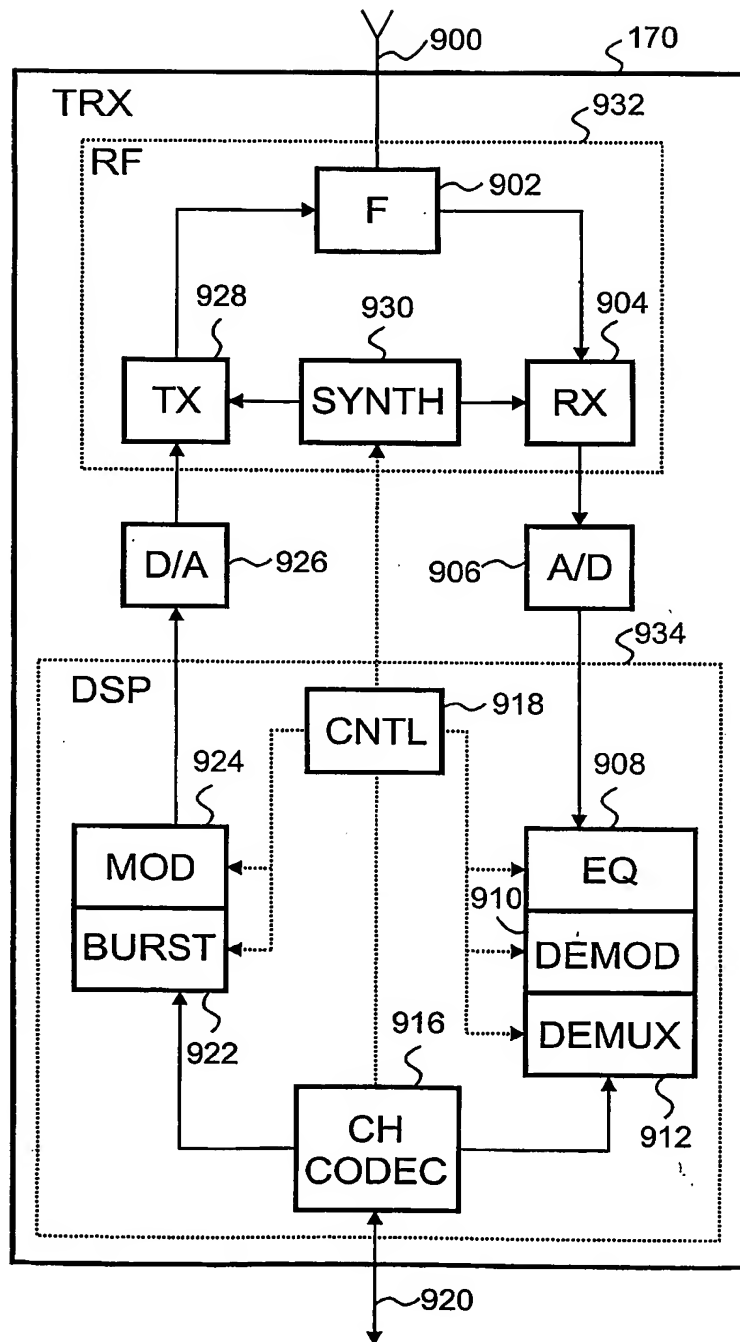 900
170
TRX
932
RF
902
F
928
930
904
TX
SYNTH
RX
D/A
926
906
A/D
934
DSP
918
CNTL
924
908
MOD
EQ
910
BURST
DEMOD
922
916
DEMUX
CH
CODEC
912
920